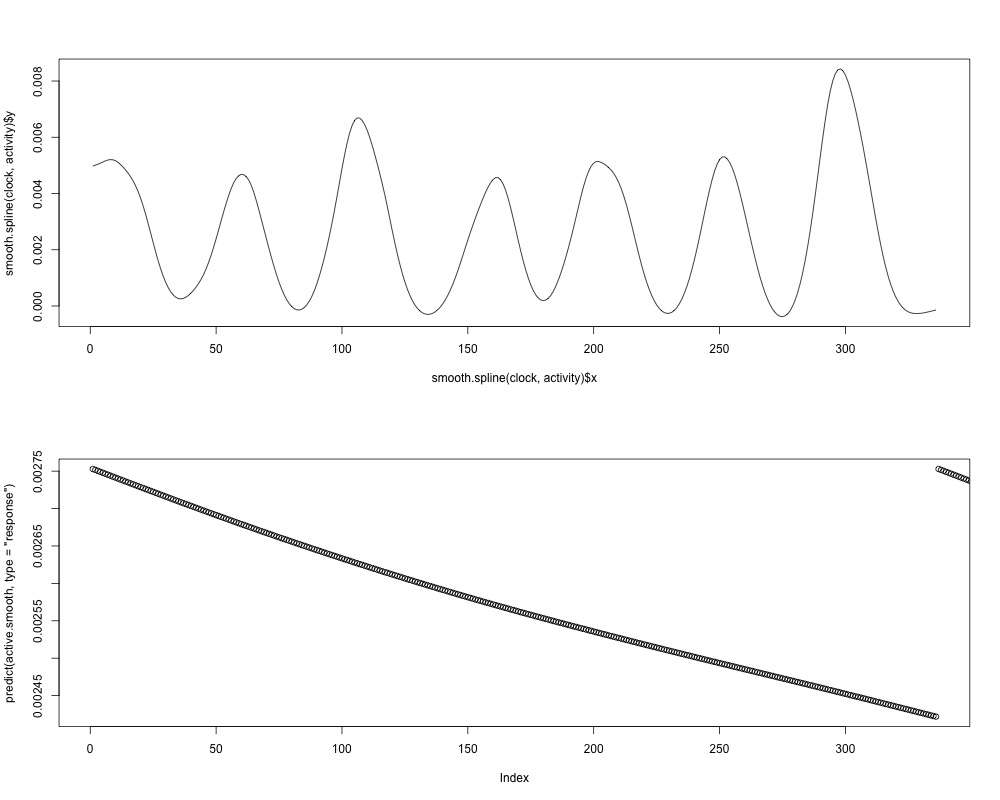 smooth.spline(clock, activity)$y
0.008
0.006
0.004
0.002
0.000
0 50 100 150 200 250 300
smooth.spline(clock, activity)$x
predict(active.smooth, type = "response")
0.00275
0.00265
0.00255
0.00245
0 50 100 150 200 250 300
Index